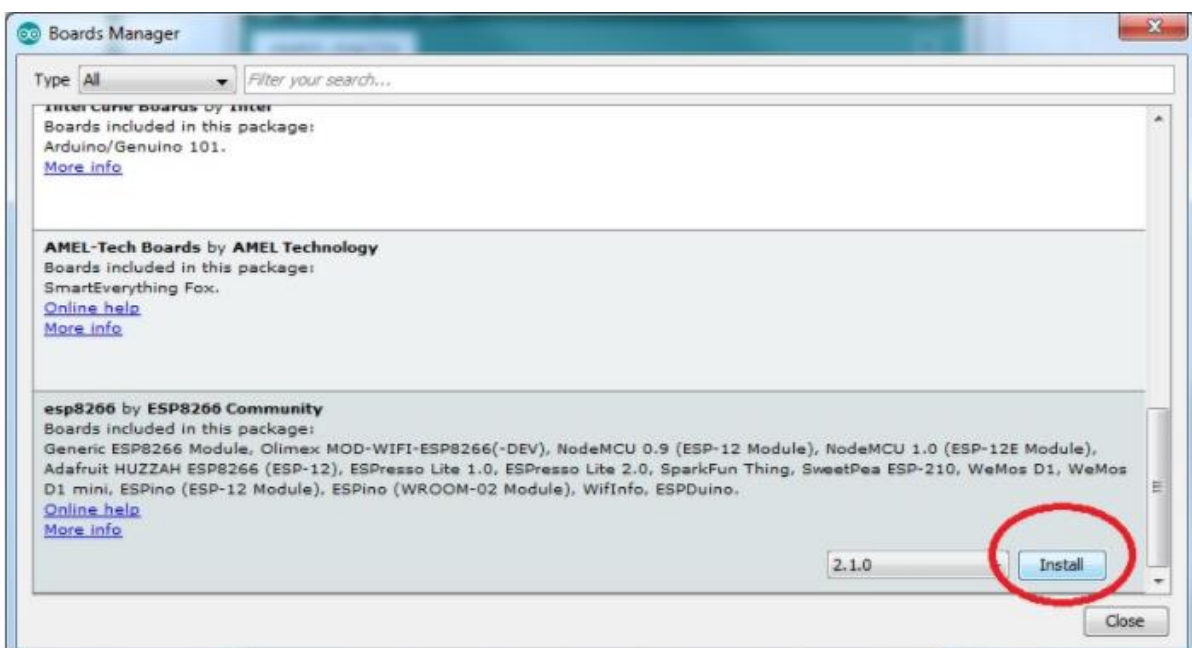 Boards Manager
Type All Filter your search...
Intel Curie Boards by Intel
Boards included in this package:
Arduino/Genuino 101.
More info
AMEL-Tech Boards by AMEL Technology
Boards included in this package:
SmartEverything Fox.
Online help
More info
esp8266 by ESP8266 Community
Boards included in this package:
Generic ESP8266 Module, Olimex MOD-WIFI-ESP8266(-DEV), NodeMCU 0.9 (ESP-12 Module), NodeMCU 1.0 (ESP-12E Module),
Adafruit HUZZAH ESP8266 (ESP-12), ESPresso Lite 1.0, ESPresso Lite 2.0, SparkFun Thing, SweetPea ESP-210, WeMos D1, WeMos
D1 mini, ESPino (ESP-12 Module), ESPino (WROOM-02 Module), WifInfo, ESPDuino.
Online help
More info
2.1.0 Install
Close